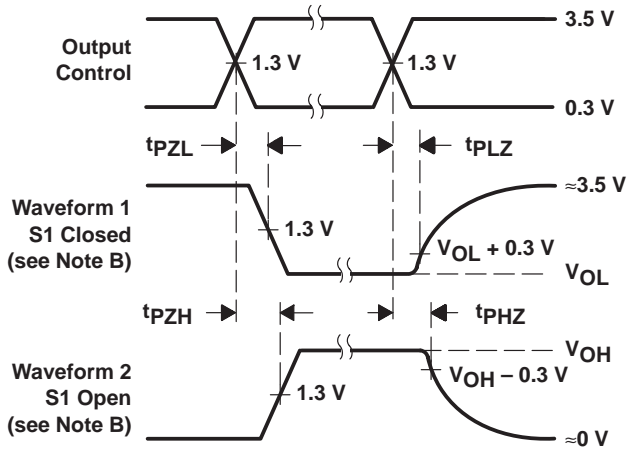 3.5 V
Output
Control
1.3 V
1.3 V
0.3 V
tPZL
tPLZ
≈3.5 V
Waveform 1
S1 Closed
(see Note B)
1.3 V
VOL + 0.3 V
VOL
tPZH
tPHZ
VOH
Waveform 2
S1 Open
(see Note B)
1.3 V
VOH – 0.3 V
≈0 V